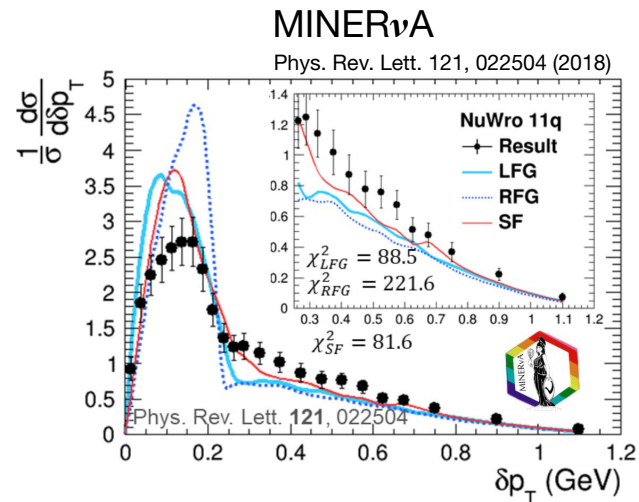 MINERνA
Phys. Rev. Lett. 121, 022504 (2018)
1/σ dσ/dδp_T
5
4.5
4
3.5
3
2.5
2
1.5
1
0.5
0
1.4
1.2
1
0.8
0.6
0.4
0.2
0
NuWro 11q
Result
LFG
RFG
SF
χ²_LFG = 88.5
χ²_RFG = 221.6
0.3 0.4 0.5 0.6 0.7 0.8 0.9 1 1.1
χ²_SF = 81.6
MINERνA
Phys. Rev. Lett. 121, 022504
0 0.2 0.4 0.6 0.8 1 1.2
δp_T (GeV)